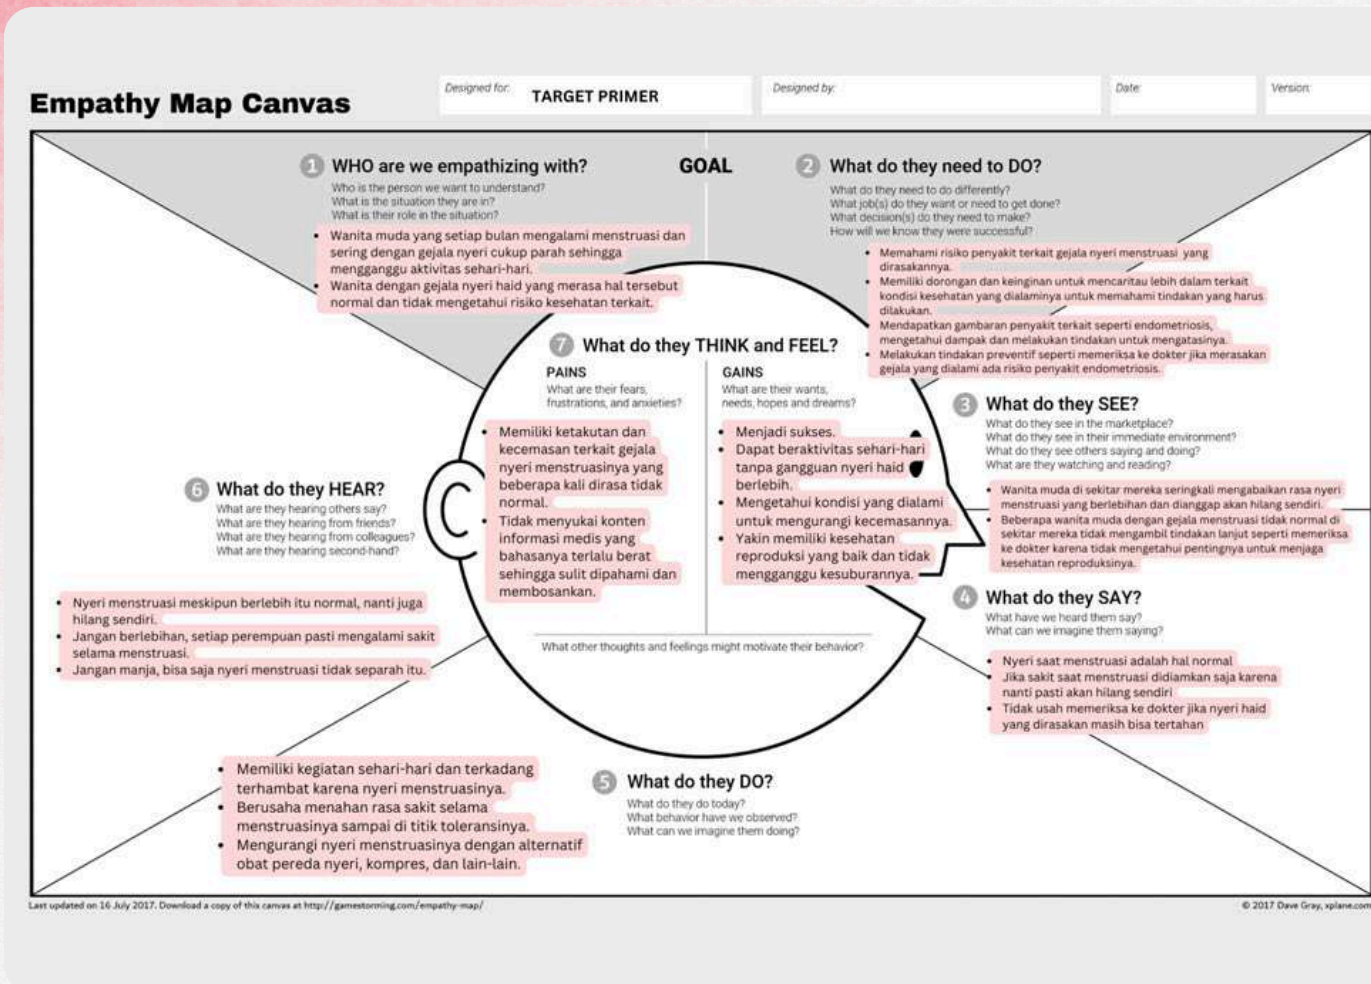 Empathy Map Canvas
Designed for:
TARGET PRIMER
Designed by:
Date:
Version:
1 WHO are we empathizing with?
Who is the person we want to understand?
What is the situation they are in?
What is their role in the situation?
• Wanita muda yang setiap bulan mengalami menstruasi dan
sering dengan gejala nyeri cukup parah sehingga
mengganggu aktivitas sehari-hari.
• Wanita dengan gejala nyeri haid yang merasa hal tersebut
normal dan tidak mengetahui risiko kesehatan terkait.
GOAL
2 What do they need to DO?
What do they need to do differently?
What job(s) do they want or need to get done?
What decision(s) do they need to make?
How will we know they were successful?
• Memahami risiko penyakit terkait gejala nyeri menstruasi yang
dirasakannya.
• Memiliki dorongan dan keinginan untuk mencaritau lebih dalam terkait
kondisi kesehatan yang dialaminya untuk memahami tindakan yang harus
dilakukan.
Mendapatkan gambaran penyakit terkait seperti endometriosis,
mengetahui dampak dan melakukan tindakan untuk mengatasinya.
• Melakukan tindakan preventif seperti memeriksa ke dokter jika merasakan
gejala yang dialami ada risiko penyakit endometriosis.
3 What do they SEE?
What do they see in the marketplace?
What do they see in their immediate environment?
What do they see others saying and doing?
What are they watching and reading?
• Wanita muda di sekitar mereka seringkali mengabaikan rasa nyeri
menstruasi yang berlebihan dan dianggap akan hilang sendiri.
• Beberapa wanita muda dengan gejala menstruasi tidak normal di
sekitar mereka tidak mengambil tindakan lanjut seperti memeriksa
ke dokter karena tidak mengetahui pentingnya untuk menjaga
kesehatan reproduksinya.
4 What do they SAY?
What have we heard them say?
What can we imagine them saying?
• Nyeri saat menstruasi adalah hal normal
• Jika sakit saat menstruasi didiamkan saja karena
nanti pasti akan hilang sendiri
• Tidak usah memeriksa ke dokter jika nyeri haid
yang dirasakan masih bisa tertahan
5 What do they DO?
What do they do today?
What behavior have we observed?
What can we imagine them doing?
• Memiliki kegiatan sehari-hari dan terkadang
terhambat karena nyeri menstruasinya.
• Berusaha menahan rasa sakit selama
menstruasinya sampai di titik toleransinya.
• Mengurangi nyeri menstruasinya dengan alternatif
obat pereda nyeri, kompres, dan lain-lain.
6 What do they HEAR?
What are they hearing others say?
What are they hearing from friends?
What are they hearing from colleagues?
What are they hearing second-hand?
• Nyeri menstruasi meskipun berlebih itu normal, nanti juga
hilang sendiri.
• Jangan berlebihan, setiap perempuan pasti mengalami sakit
selama menstruasi.
• Jangan manja, bisa saja nyeri menstruasi tidak separah itu.
7 What do they THINK and FEEL?
PAINS
What are their fears,
frustrations, and anxieties?
• Memiliki ketakutan dan
kecemasan terkait gejala
nyeri menstruasinya yang
beberapa kali dirasa tidak
normal.
• Tidak menyukai konten
informasi medis yang
bahasanya terlalu berat
sehingga sulit dipahami dan
membosankan.
GAINS
What are their wants,
needs, hopes and dreams?
• Menjadi sukses.
• Dapat beraktivitas sehari-hari
tanpa gangguan nyeri haid
berlebih.
• Mengetahui kondisi yang dialami
untuk mengurangi kecemasannya.
• Yakin memiliki kesehatan
reproduksi yang baik dan tidak
mengganggu kesuburannya.
What other thoughts and feelings might motivate their behavior?
Last updated on 16 July 2017. Download a copy of this canvas at http://gamestorming.com/empathy-map/
© 2017 Dave Gray, xplane.com